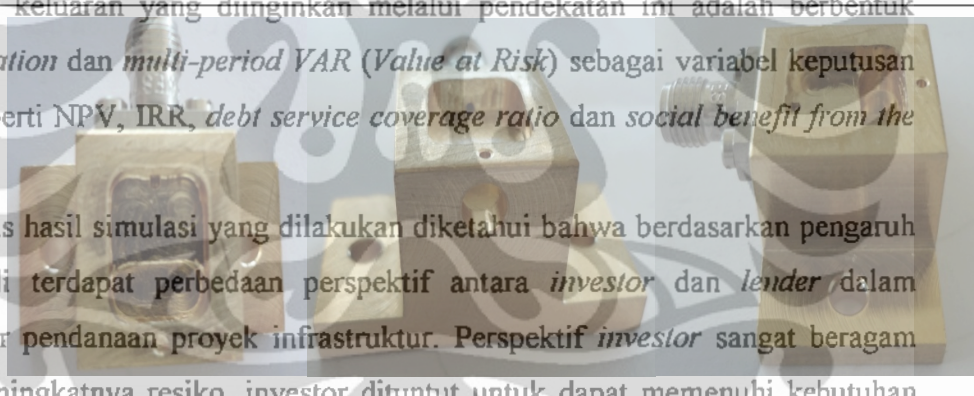 keluaran yang diinginkan melalui pendekatan ini adalah berbentuk
ation dan multi-period VAR (Value at Risk) sebagai variabel keputusan
perti NPV, IRR, debt service coverage ratio dan social benefit from the
s hasil simulasi yang dilakukan diketahui bahwa berdasarkan pengaruh
i terdapat perbedaan perspektif antara investor dan lender dalam
r pendanaan proyek infrastruktur. Perspektif investor sangat beragam
ningkatnya resiko, investor dituntut untuk dapat memenuhi kebutuhan